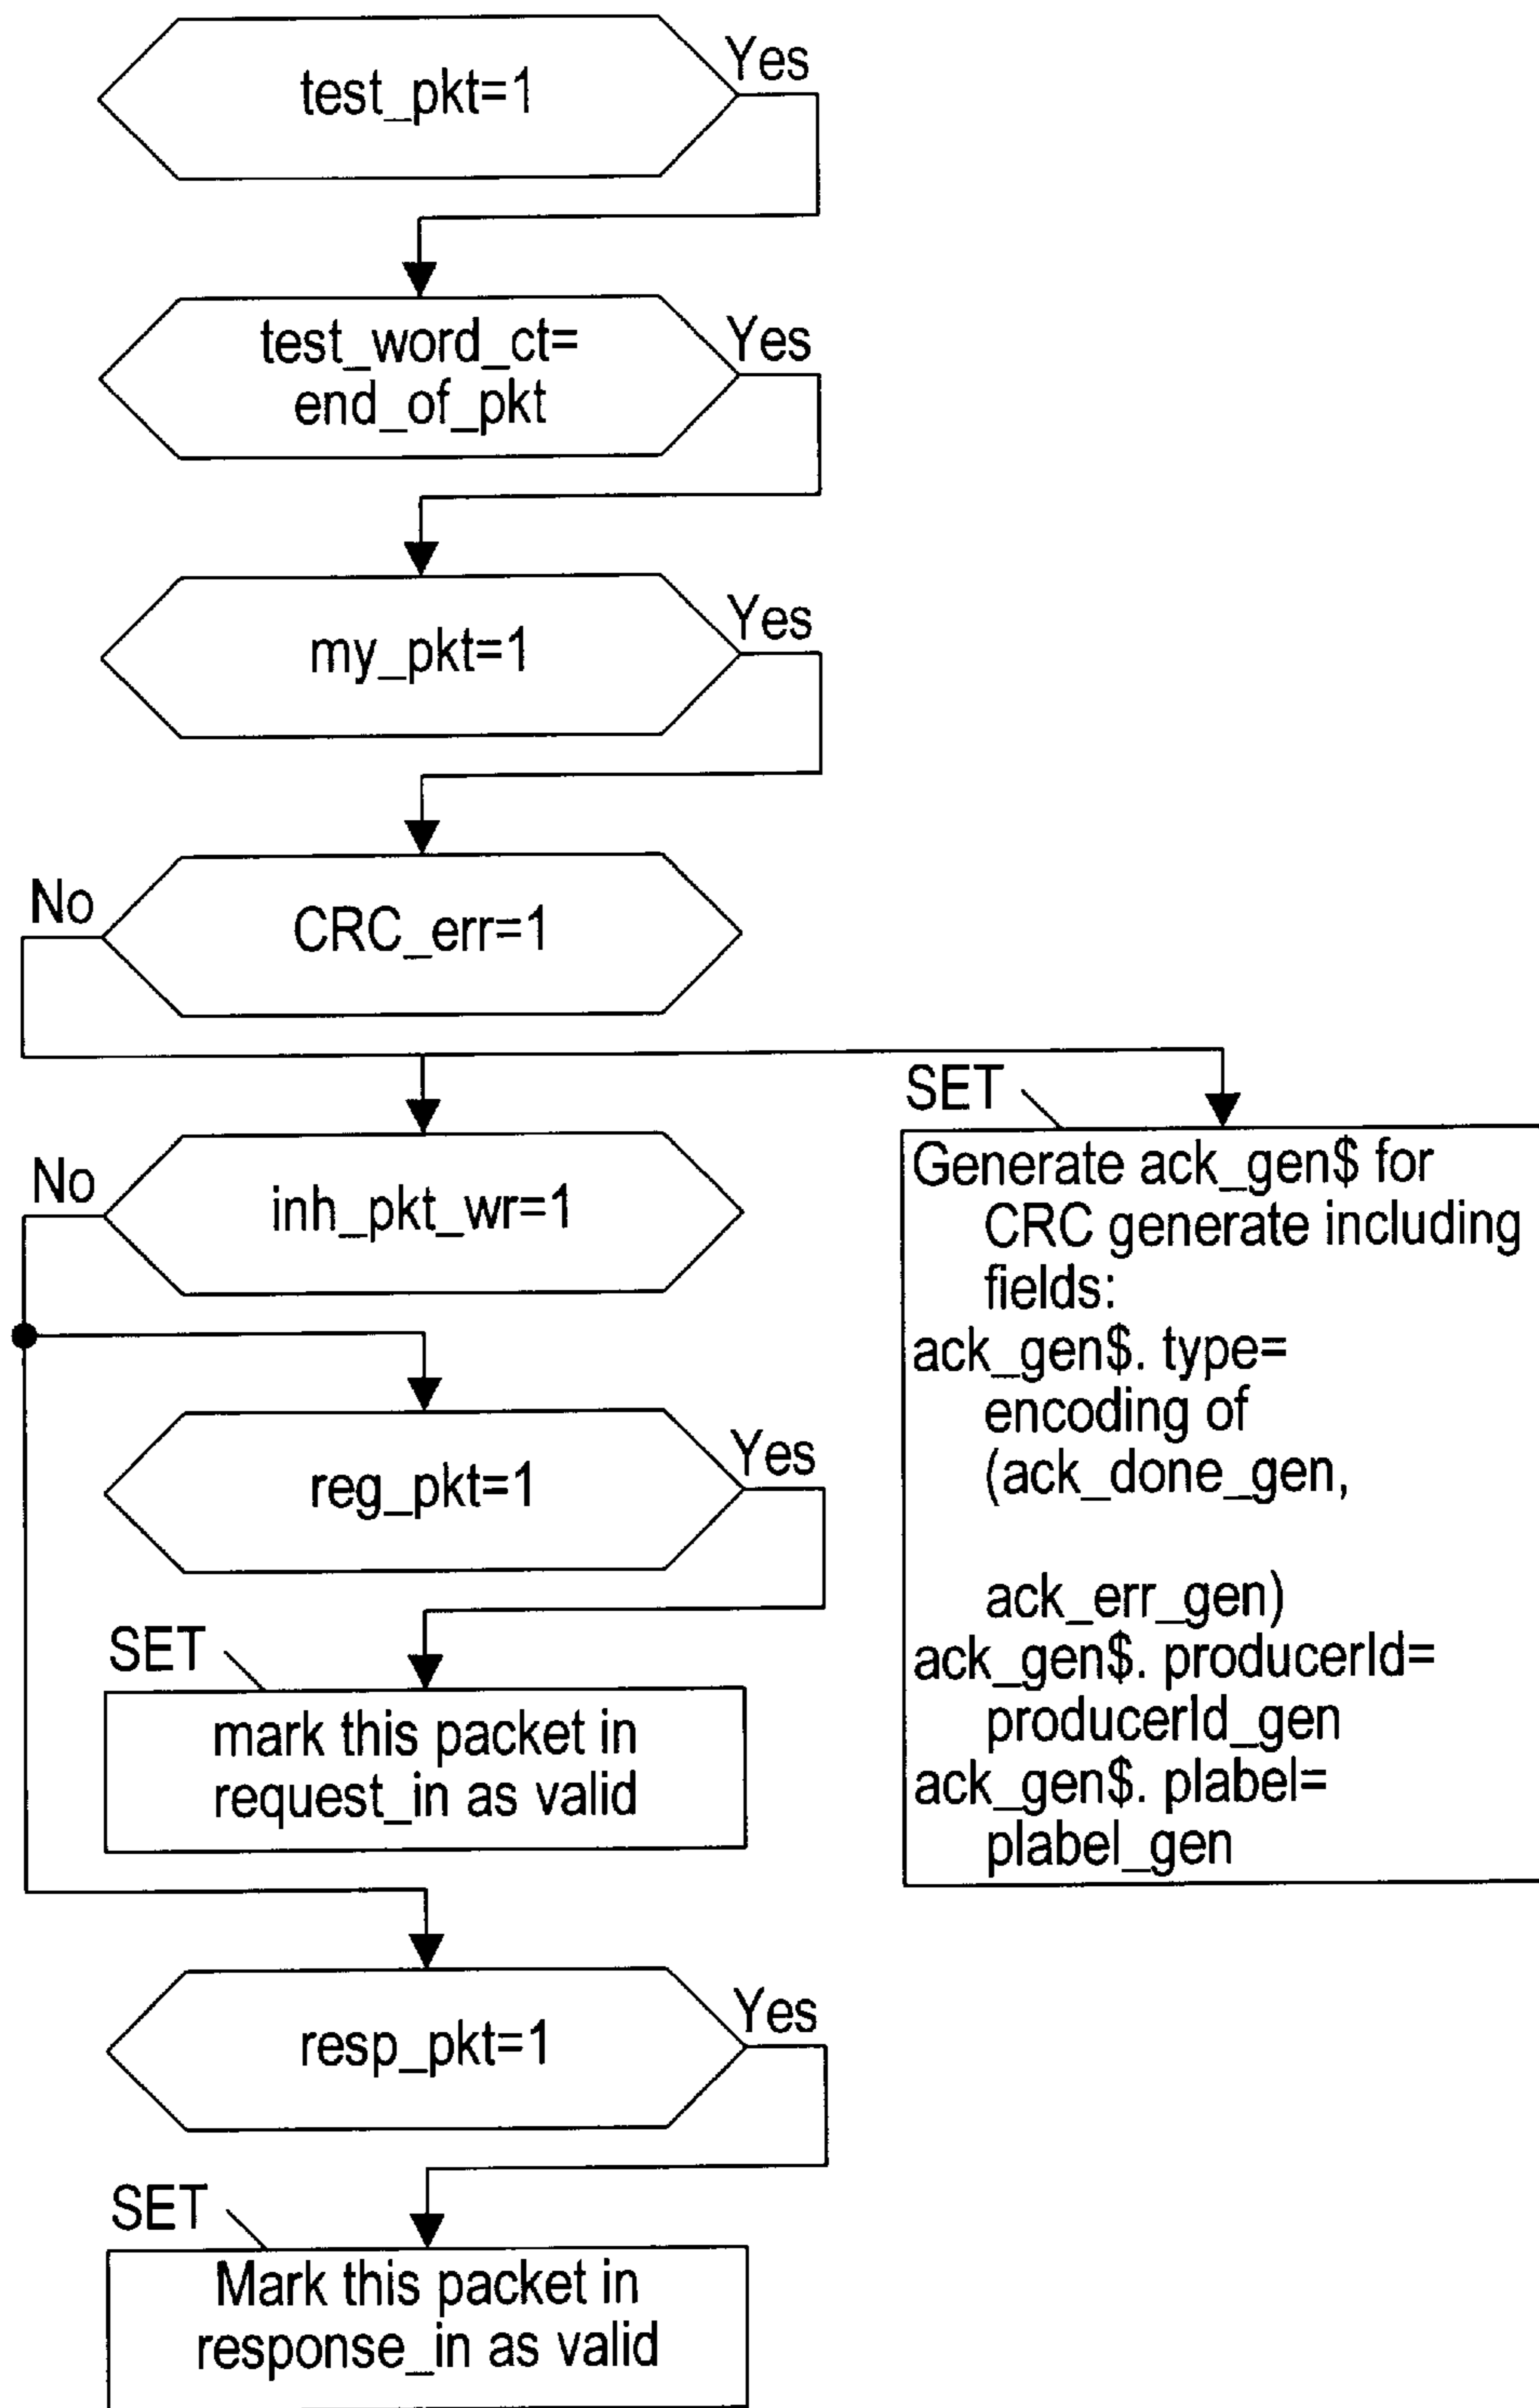 test_pkt=1
Yes
test_word_ct=
end_of_pkt
Yes
my_pkt=1
Yes
CRC_err=1
No
inh_pkt_wr=1
No
reg_pkt=1
Yes
SET
mark this packet in
request_in as valid
resp_pkt=1
Yes
SET
Mark this packet in
response_in as valid
SET
Generate ack_gen$ for
CRC generate including
fields:
ack_gen$. type=
encoding of
(ack_done_gen,
ack_err_gen)
ack_gen$. producerId=
producerId_gen
ack_gen$. plabel=
plabel_gen